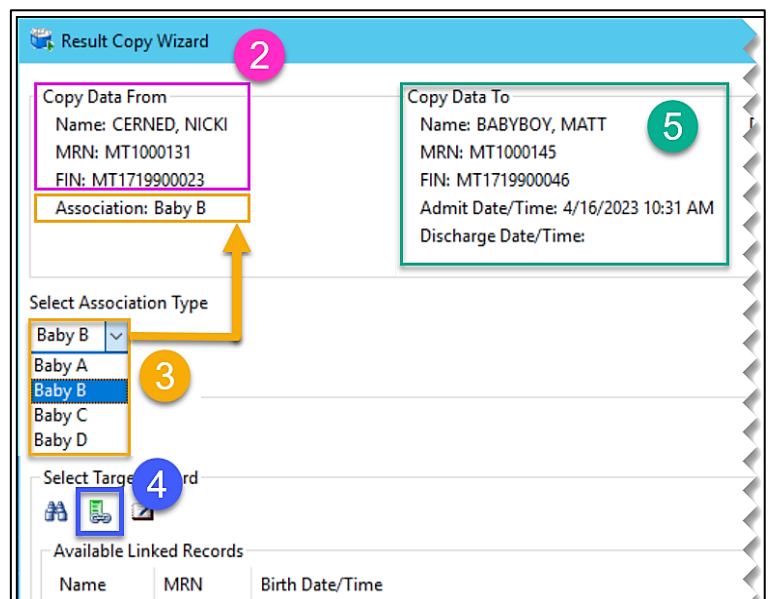 Result Copy Wizard
2
Copy Data From
Name: CERNED, NICKI
MRN: MT1000131
FIN: MT1719900023
Association: Baby B
Copy Data To
Name: BABYBOY, MATT
MRN: MT1000145
FIN: MT1719900046
Admit Date/Time: 4/16/2023 10:31 AM
Discharge Date/Time:
5
Select Association Type
Baby B
Baby A
Baby B
Baby C
Baby D
3
4
Select
Available Linked Records
Name MRN Birth Date/Time